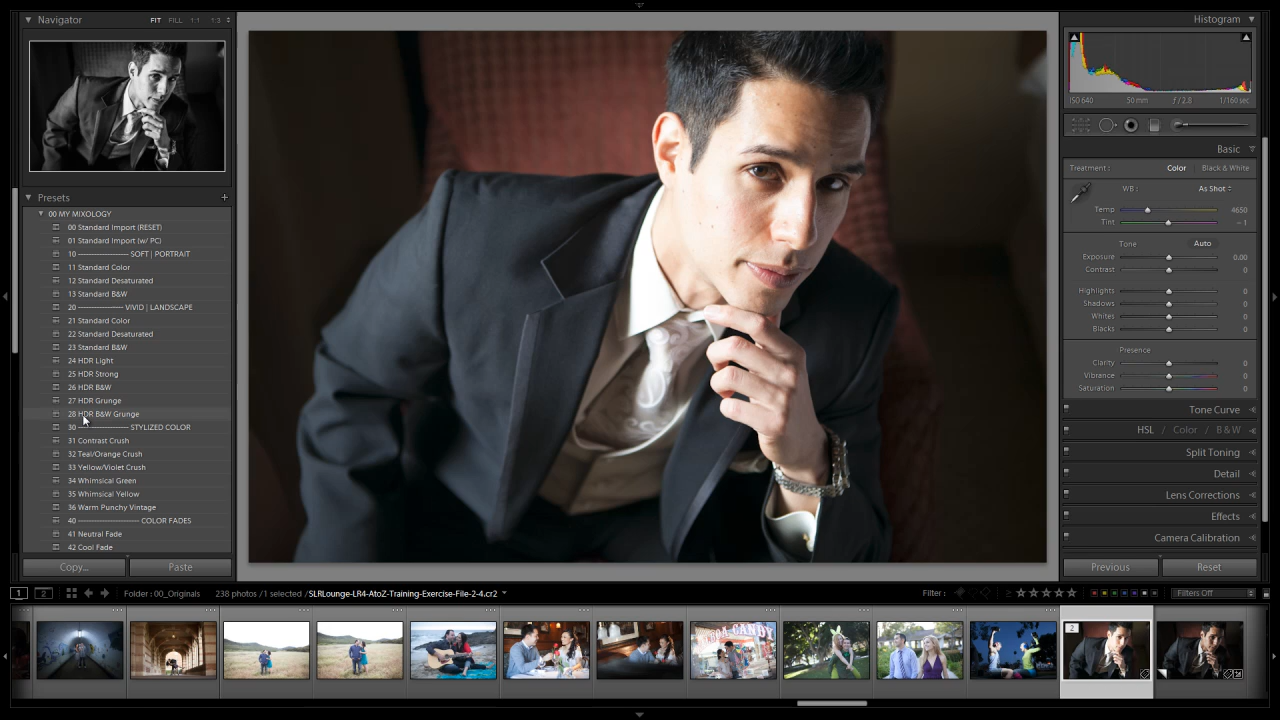 Navigator FIT FILL 1:1 1:3
Presets +
00 MY MIXOLOGY
00 Standard Import (RESET)
01 Standard Import (w/ PC)
10 ---------------- SOFT | PORTRAIT
11 Standard Color
12 Standard Desaturated
13 Standard B&W
20 ---------------- VIVID | LANDSCAPE
21 Standard Color
22 Standard Desaturated
23 Standard B&W
24 HDR Light
25 HDR Strong
26 HDR B&W
27 HDR Grunge
28 HDR B&W Grunge
30 ---------------- STYLIZED COLOR
31 Contrast Crush
32 Teal/Orange Crush
33 Yellow/Violet Crush
34 Whimsical Green
35 Whimsical Yellow
36 Warm Punchy Vintage
40 -------------------- COLOR FADES
41 Neutral Fade
42 Cool Fade
Copy... Paste
Histogram
ISO 640 50 mm ƒ / 2.8 1/160 sec
Basic
Treatment : Color Black & White
WB : As Shot
Temp 4650
Tint - 1
Tone Auto
Exposure 0.00
Contrast 0
Highlights 0
Shadows 0
Whites 0
Blacks 0
Presence
Clarity 0
Vibrance 0
Saturation 0
Tone Curve
HSL / Color / B & W
Split Toning
Detail
Lens Corrections
Effects
Camera Calibration
Previous Reset
1 2 Folder : 00_Originals 238 photos /1 selected /SLRLounge-LR4-AtoZ-Training-Exercise-File-2-4.cr2 Filter : Filters Off
CANDY
2